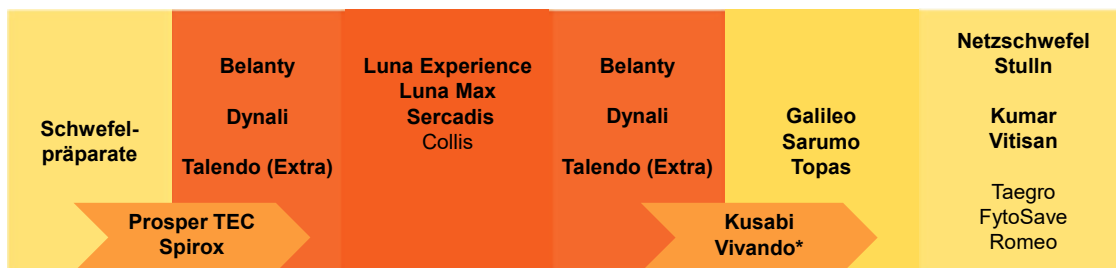 Schwefel-
präparate
Prosper TEC
Spirox
Belanty
Dynali
Talendo (Extra)
Luna Experience
Luna Max
Sercadis
Collis
Belanty
Dynali
Talendo (Extra)
Kusabi
Vivando*
Galileo
Sarumo
Topas
Netzschwefel
Stulln
Kumar
Vitisan
Taegro
FytoSave
Romeo